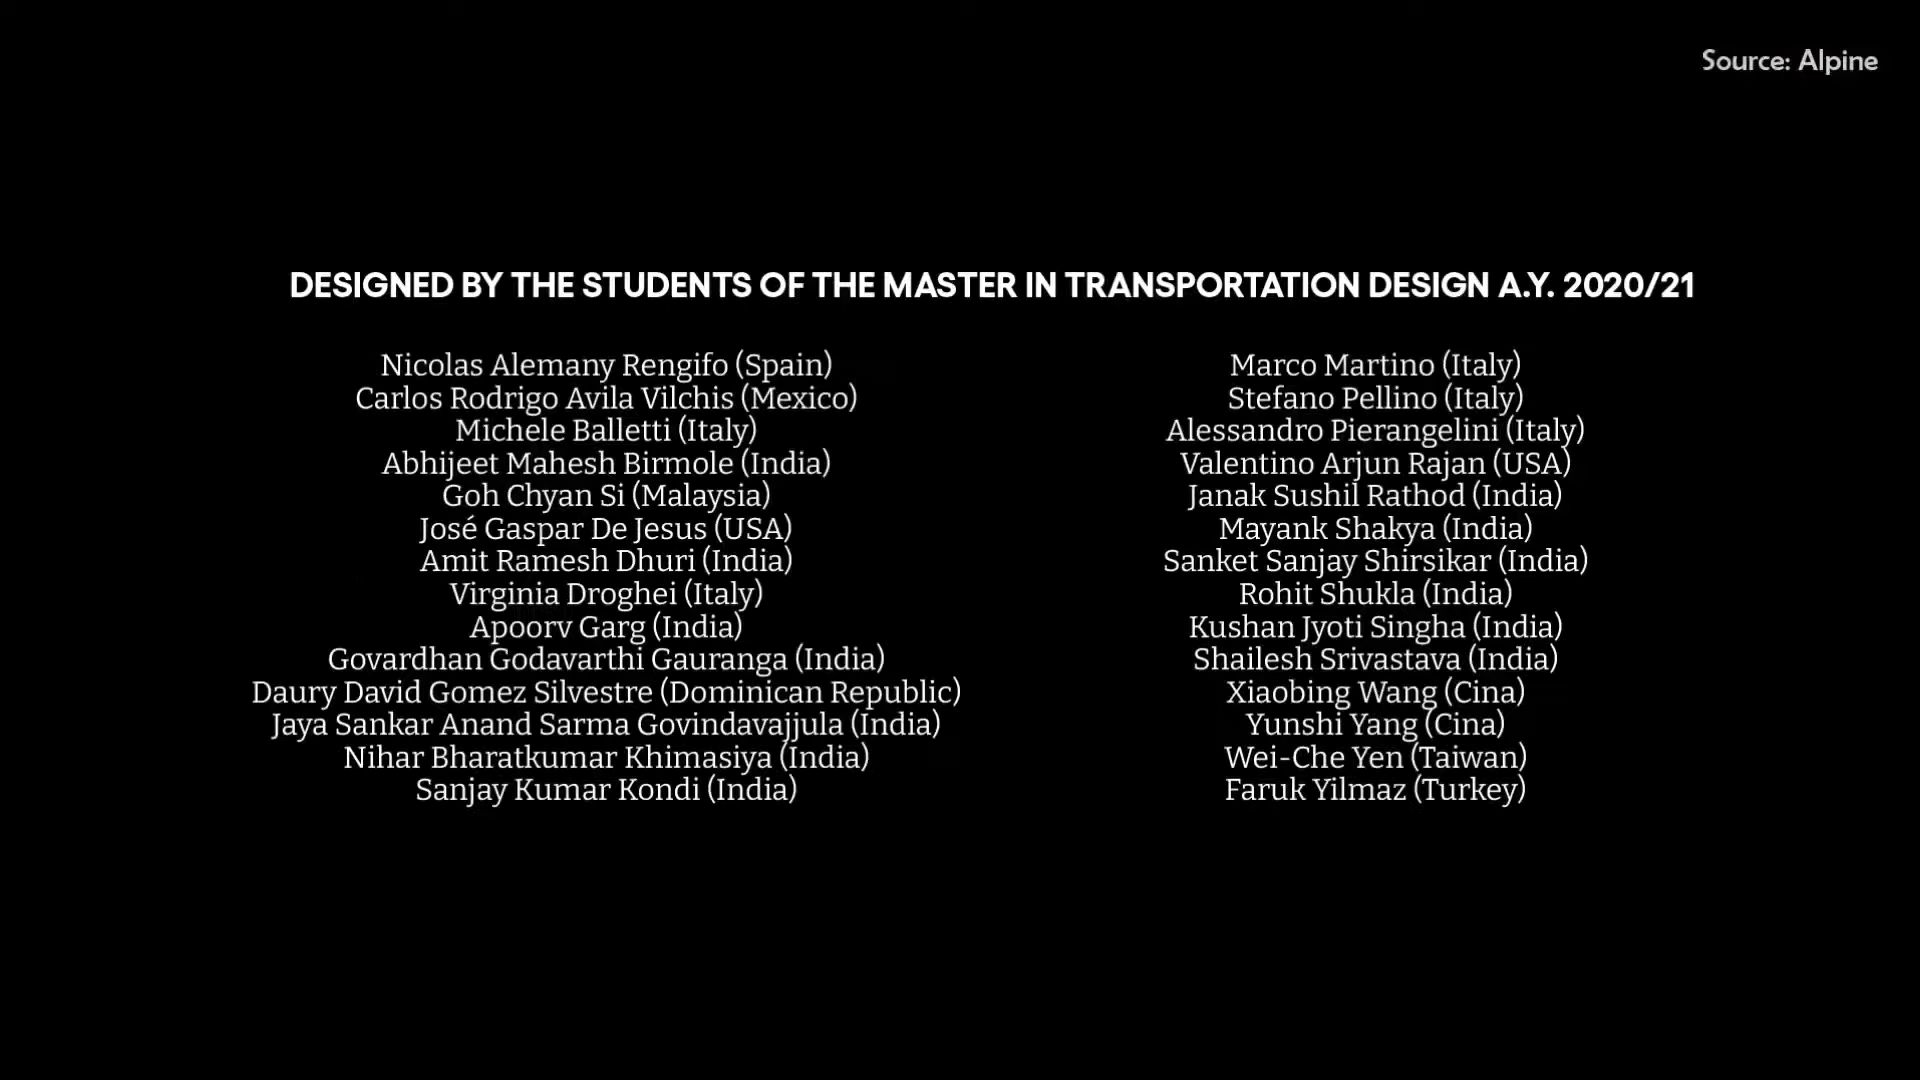 Source: Alpine
DESIGNED BY THE STUDENTS OF THE MASTER IN TRANSPORTATION DESIGN A.Y. 2020/21
Nicolas Alemany Rengifo (Spain)
Carlos Rodrigo Avila Vilchis (Mexico)
Michele Balletti (Italy)
Abhijeet Mahesh Birmole (India)
Goh Chyan Si (Malaysia)
José Gaspar De Jesus (USA)
Amit Ramesh Dhuri (India)
Virginia Droghei (Italy)
Apoorv Garg (India)
Govardhan Godavarthi Gauranga (India)
Daury David Gomez Silvestre (Dominican Republic)
Jaya Sankar Anand Sarma Govindavajjula (India)
Nihar Bharatkumar Khimasiya (India)
Sanjay Kumar Kondi (India)
Marco Martino (Italy)
Stefano Pellino (Italy)
Alessandro Pierangelini (Italy)
Valentino Arjun Rajan (USA)
Janak Sushil Rathod (India)
Mayank Shakya (India)
Sanket Sanjay Shirsikar (India)
Rohit Shukla (India)
Kushan Jyoti Singha (India)
Shailesh Srivastava (India)
Xiaobing Wang (Cina)
Yunshi Yang (Cina)
Wei-Che Yen (Taiwan)
Faruk Yilmaz (Turkey)